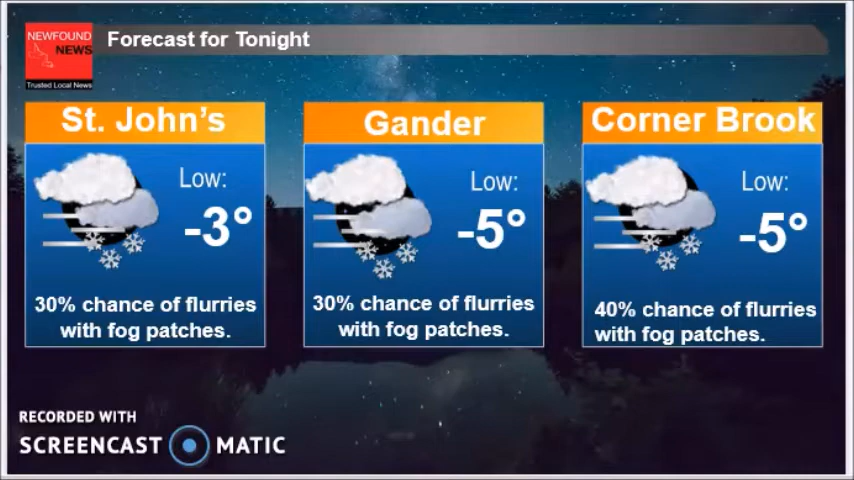 NEWFOUND
NEWS
Trusted Local News
Forecast for Tonight
St. John's
Low:
-3°
30% chance of flurries
with fog patches.
Gander
Low:
-5°
30% chance of flurries
with fog patches.
Corner Brook
Low:
-5°
40% chance of flurries
with fog patches.
RECORDED WITH
SCREENCAST MATIC